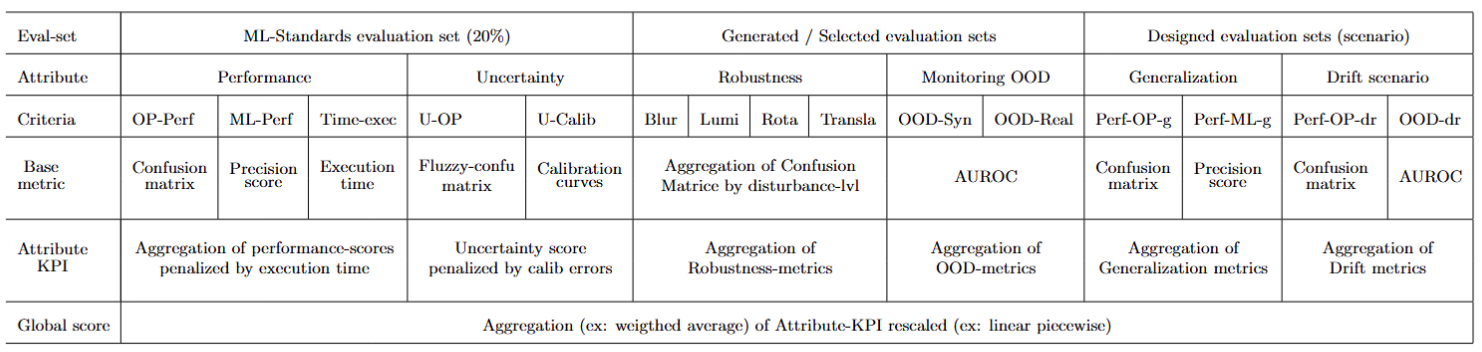 Eval-set ML-Standards evaluation set (20%) Generated / Selected evaluation sets Designed evaluation sets (scenario)
Attribute Performance Uncertainty Robustness Monitoring OOD Generalization Drift scenario
Criteria OP-Perf ML-Perf Time-exec U-OP U-Calib Blur Lumi Rota Transla OOD-Syn OOD-Real Perf-OP-g Perf-ML-g Perf-OP-dr OOD-dr
Base metric Confusion matrix Precision score Execution time Fluzzy-confu matrix Calibration curves Aggregation of Confusion Matrice by disturbance-lvl AUROC Confusion matrix Precision score Confusion matrix AUROC
Attribute KPI Aggregation of performance-scores penalized by execution time Uncertainty score penalized by calib errors Aggregation of Robustness-metrics Aggregation of OOD-metrics Aggregation of Generalization metrics Aggregation of Drift metrics
Global score Aggregation (ex: weigthed average) of Attribute-KPI rescaled (ex: linear piecewise)